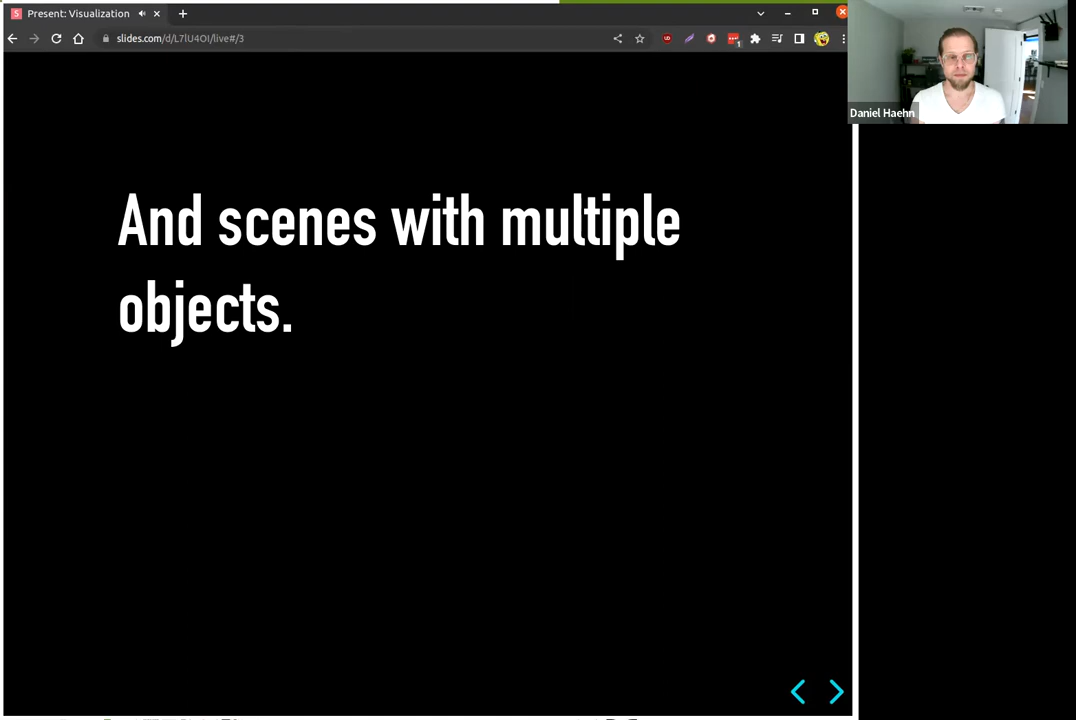 Present: Visualization
slides.com/d/L7lU4OI/live#/3
Daniel Haehn
And scenes with multiple
objects.